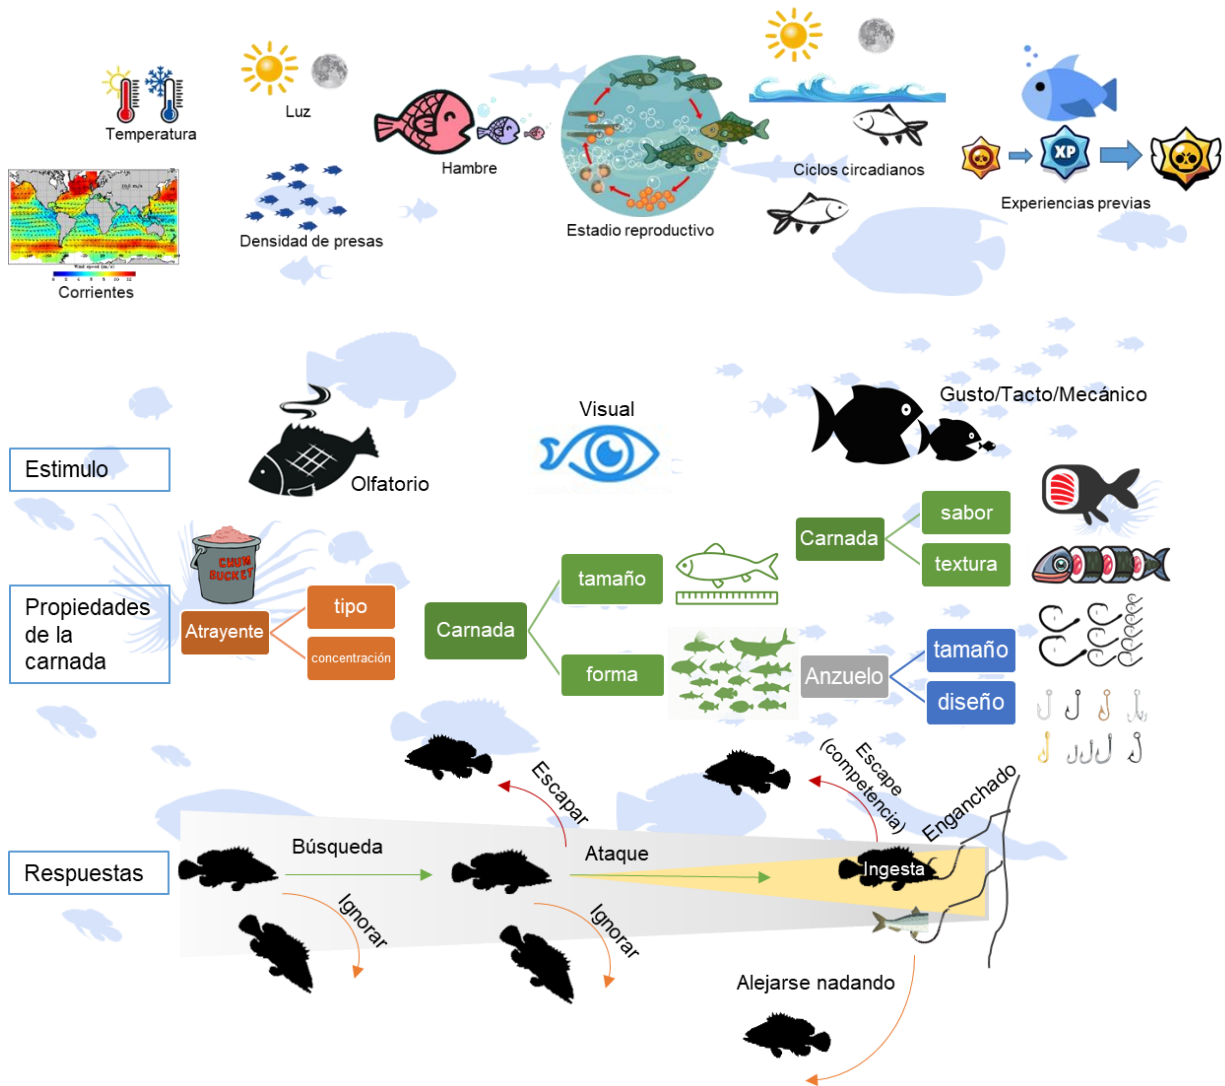 Temperatura
Luz
Hambre
Densidad de presas
Estadio reproductivo
Ciclos circadianos
XP
Experiencias previas
Wind speed (m/s)
Corrientes
Estimulo
Olfatorio
Visual
Gusto/Tacto/Mecánico
Propiedades
de la
carnada
CHUM
BUCKET
Atrayente
tipo
concentración
Carnada
tamaño
forma
Carnada
sabor
textura
Anzuelo
tamaño
diseño
Respuestas
Búsqueda
Ignorar
Escapar
Ataque
Ignorar
Escape
(competencia)
Enganchado
Ingesta
Alejarse nadando